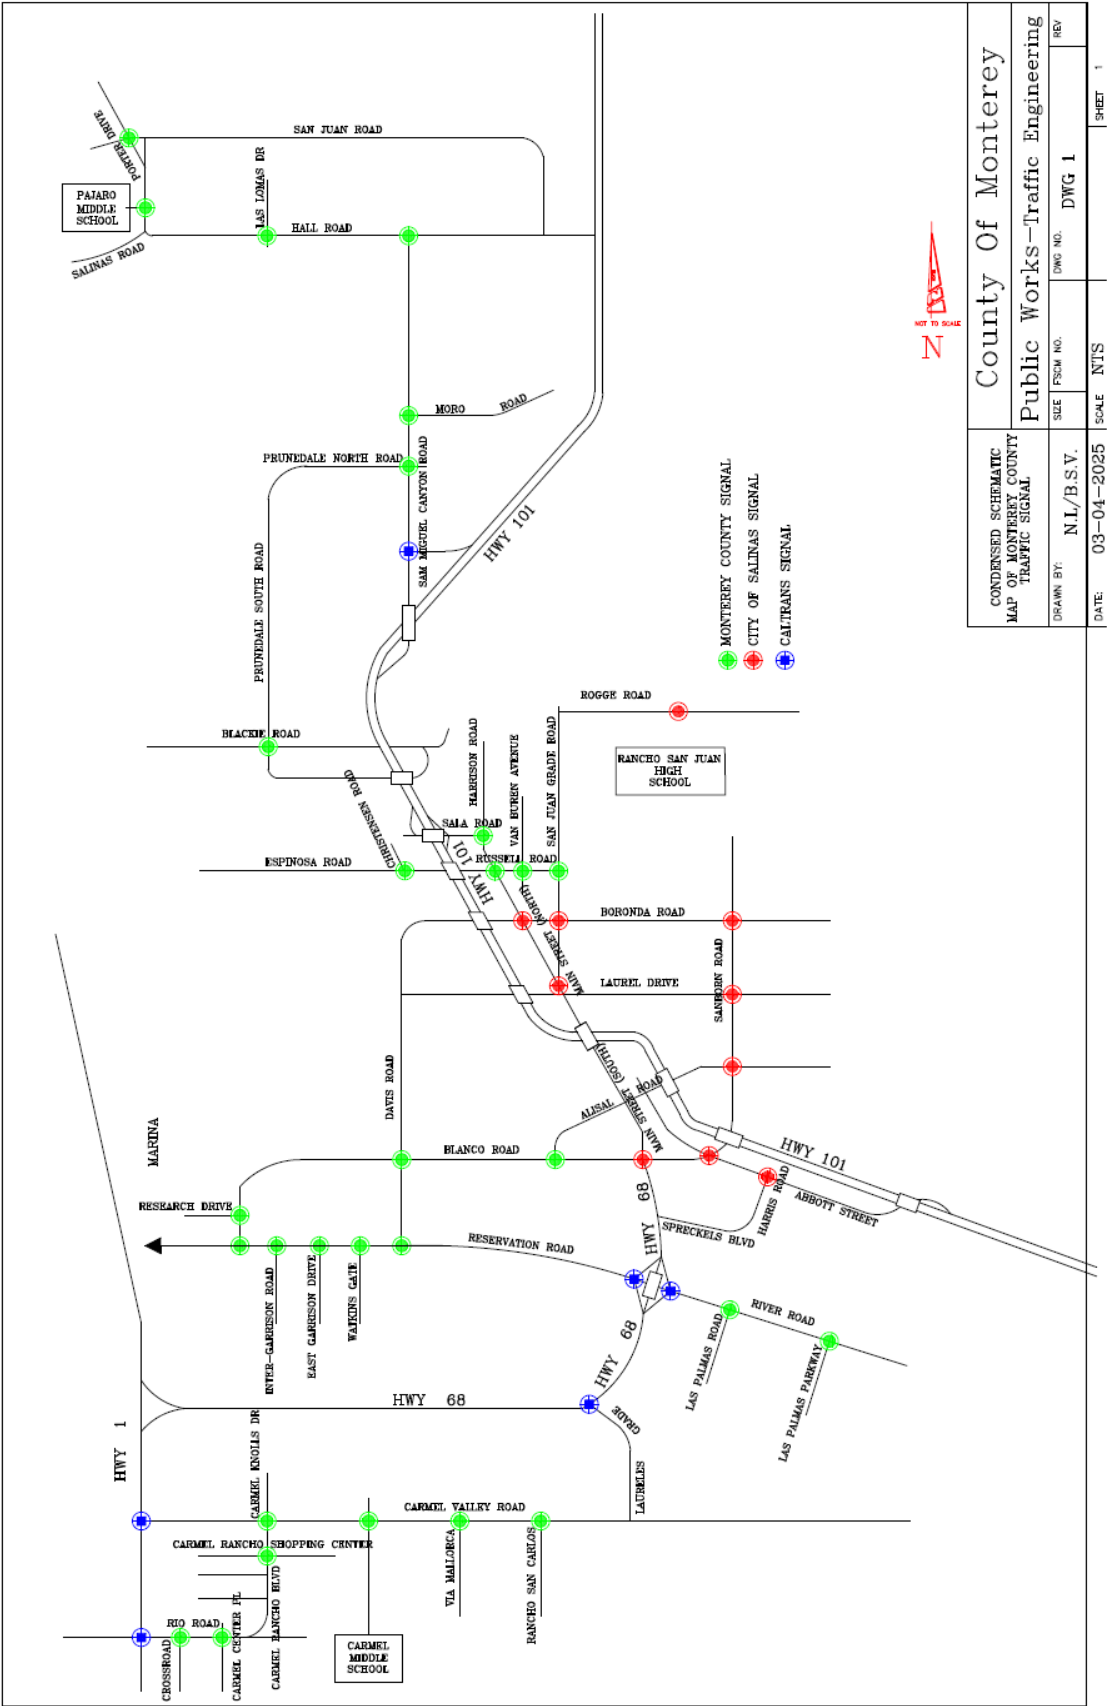 PORTER DRIVE
SAN JUAN ROAD
PAJARO
MIDDLE
SCHOOL
LAS LOMAS DR
HALL ROAD
SALINAS ROAD
MORO ROAD
PRUNEDALE NORTH ROAD
SAM MIGUEL CANYON ROAD
HWY 101
PRUNEDALE SOUTH ROAD
NOT TO SCALE
N
MONTEREY COUNTY SIGNAL
CITY OF SALINAS SIGNAL
CALTRANS SIGNAL
County Of Monterey
Public Works-Traffic Engineering
SIZE
FSCM NO.
DWG NO.
DWG 1
REV
CONDENSED SCHEMATIC
MAP OF MONTEREY COUNTY
TRAFFIC SIGNAL
DRAWN BY:
N.L/B.S.V.
DATE:
03-04-2025
SCALE
NTS
SHEET 1
ROGGE ROAD
BLACKIE ROAD
RANCHO SAN JUAN
HIGH
SCHOOL
HARRISON ROAD
VAN BUREN AVENUE
SAN JUAN GRADE ROAD
CHRISTENSEN ROAD
SALA ROAD
HWY 101
ESPINOSA ROAD
RUSSELL ROAD
BORONDA ROAD
MAIN STREET (NORTH)
LAUREL DRIVE
SANBORN ROAD
MAIN STREET (SOUTH)
DAVIS ROAD
ALISAL ROAD
MARINA
BLANCO ROAD
HWY 101
RESEARCH DRIVE
HWY 68
HARRIS ROAD
ABBOTT STREET
SPRECKELS BLVD
RESERVATION ROAD
INTER-GARRISON ROAD
EAST GARRISON DRIVE
WATKINS GATE
RIVER ROAD
LAS PALMAS ROAD
LAS PALMAS PARKWAY
HWY 68
HWY 68
HWY 1
LAURELES GRADE
CARMEL KNOLLS DR
CARMEL VALLEY ROAD
CARMEL RANCHO SHOPPING CENTER
VIA MALLORCA
RANCHO SAN CARLOS
CARMEL RANCHO BLVD
RIO ROAD
CROSSROAD
CARMEL CENTER PL
CARMEL
MIDDLE
SCHOOL